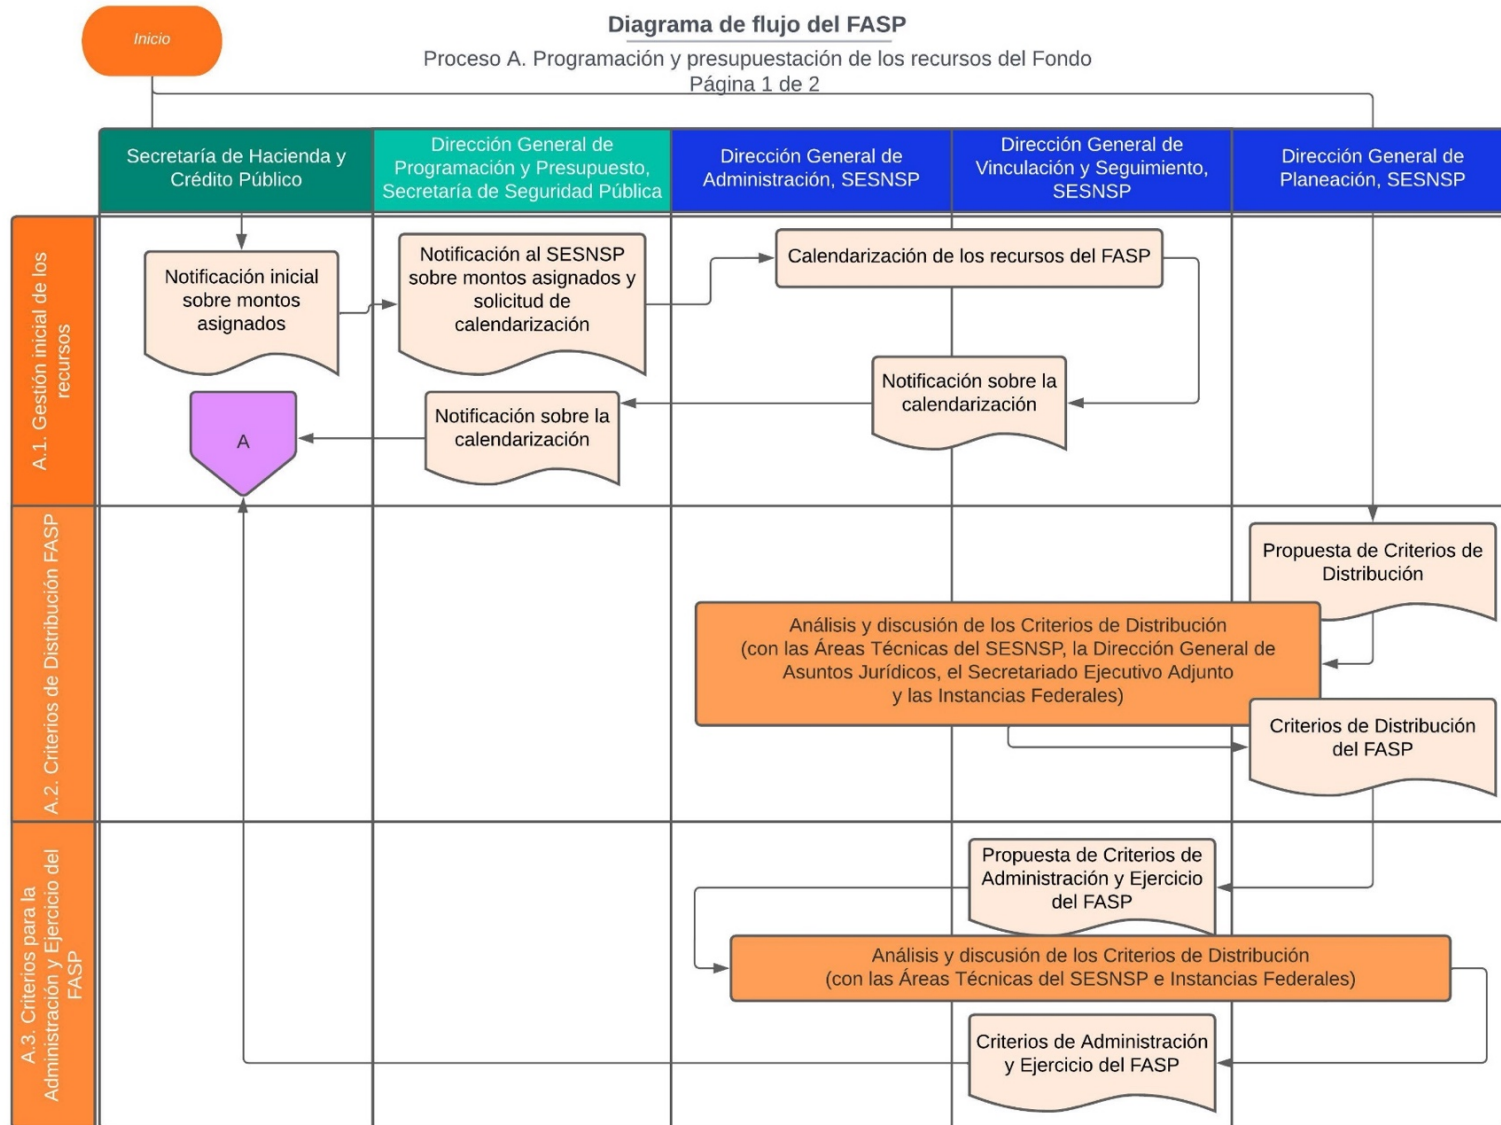 Inicio
Diagrama de flujo del FASP
Proceso A. Programación y presupuestación de los recursos del Fondo
Página 1 de 2
Secretaría de Hacienda y
Crédito Público
Dirección General de
Programación y Presupuesto,
Secretaría de Seguridad Pública
Dirección General de
Administración, SESNSP
Dirección General de
Vinculación y Seguimiento,
SESNSP
Dirección General de
Planeación, SESNSP
A.1. Gestión inicial de los
recursos
Notificación inicial
sobre montos
asignados
Notificación al SESNSP
sobre montos asignados y
solicitud de
calendarización
Calendarización de los recursos del FASP
Notificación sobre la
calendarización
Notificación sobre la
calendarización
A
A.2. Criterios de Distribución FASP
Propuesta de Criterios de
Distribución
Análisis y discusión de los Criterios de Distribución
(con las Áreas Técnicas del SESNSP, la Dirección General de
Asuntos Jurídicos, el Secretariado Ejecutivo Adjunto
y las Instancias Federales)
Criterios de Distribución
del FASP
A.3. Criterios para la
Administración y Ejercicio del
FASP
Propuesta de Criterios de
Administración y Ejercicio
del FASP
Análisis y discusión de los Criterios de Distribución
(con las Áreas Técnicas del SESNSP e Instancias Federales)
Criterios de Administración
y Ejercicio del FASP